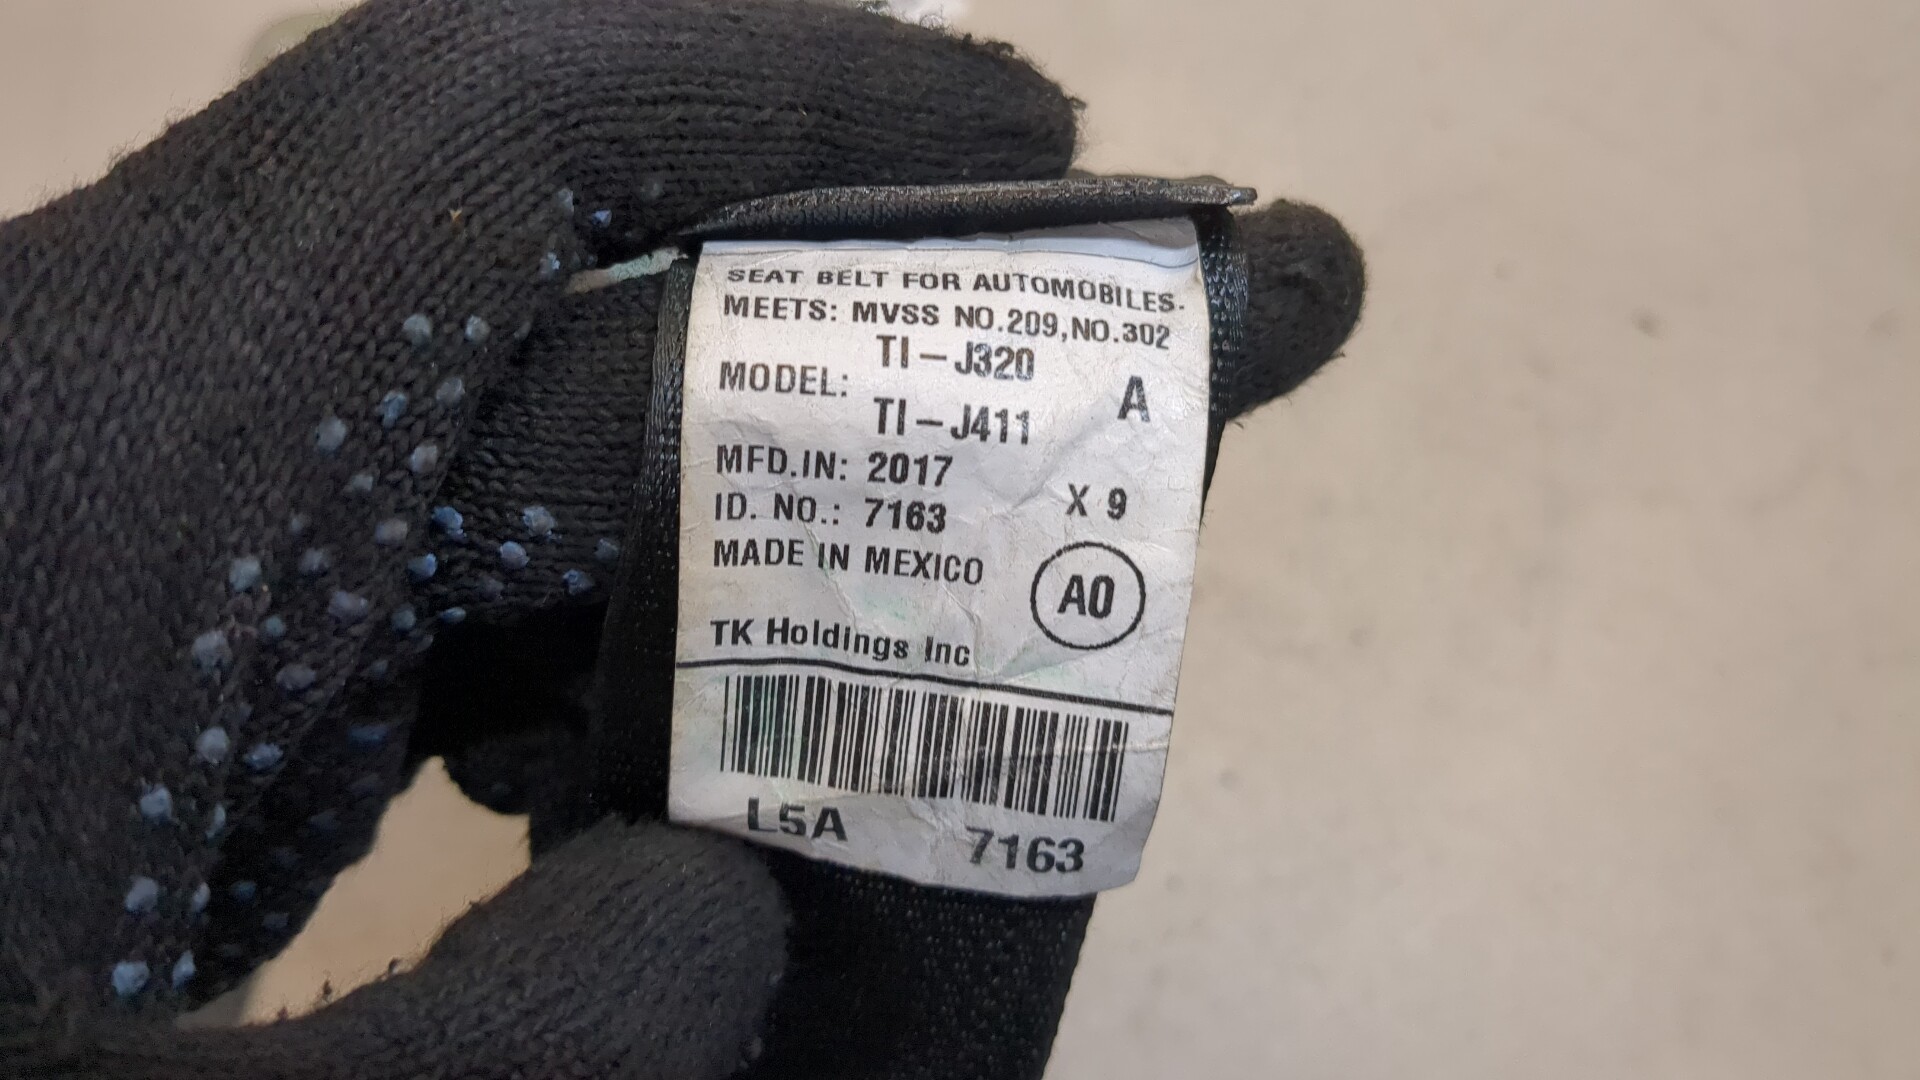 SEAT BELT FOR AUTOMOBILES.
MEETS: MVSS NO.209,NO.302
TI-J320
MODEL: A
TI-J411
MFD.IN: 2017
X 9
ID. NO.: 7163
MADE IN MEXICO
A0
TK Holdings Inc
L5A 7163